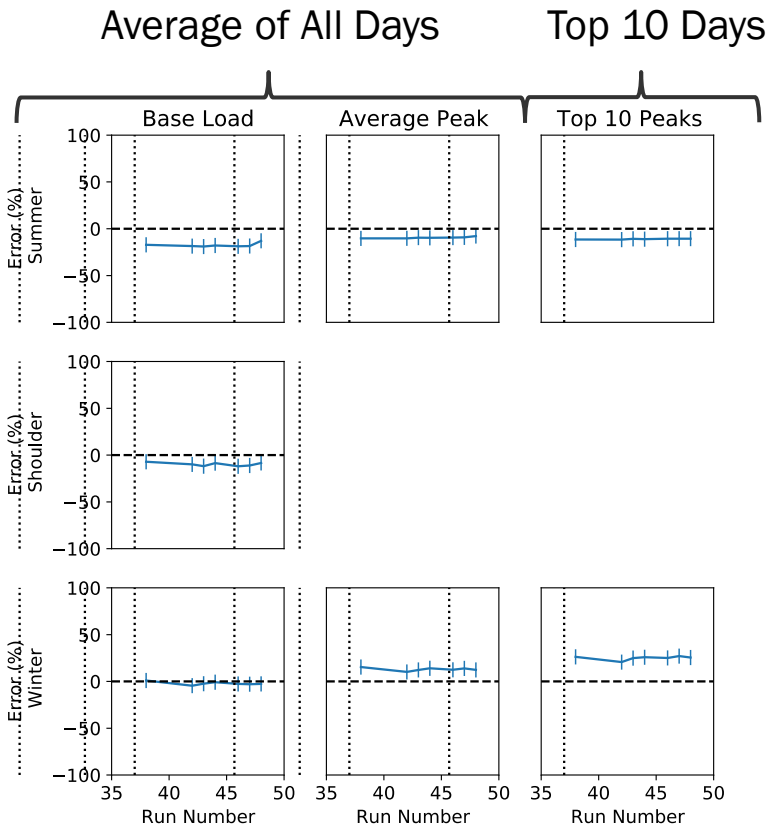 Average of All Days Top 10 Days
Base Load Average Peak Top 10 Peaks
100
50
0
−50
−100
Error (%)
Summer
100
50
0
−50
−100
Error (%)
Shoulder
100
50
0
−50
−100
Error (%)
Winter
35 40 45 50 35 40 45 50 35 40 45 50
Run Number Run Number Run Number